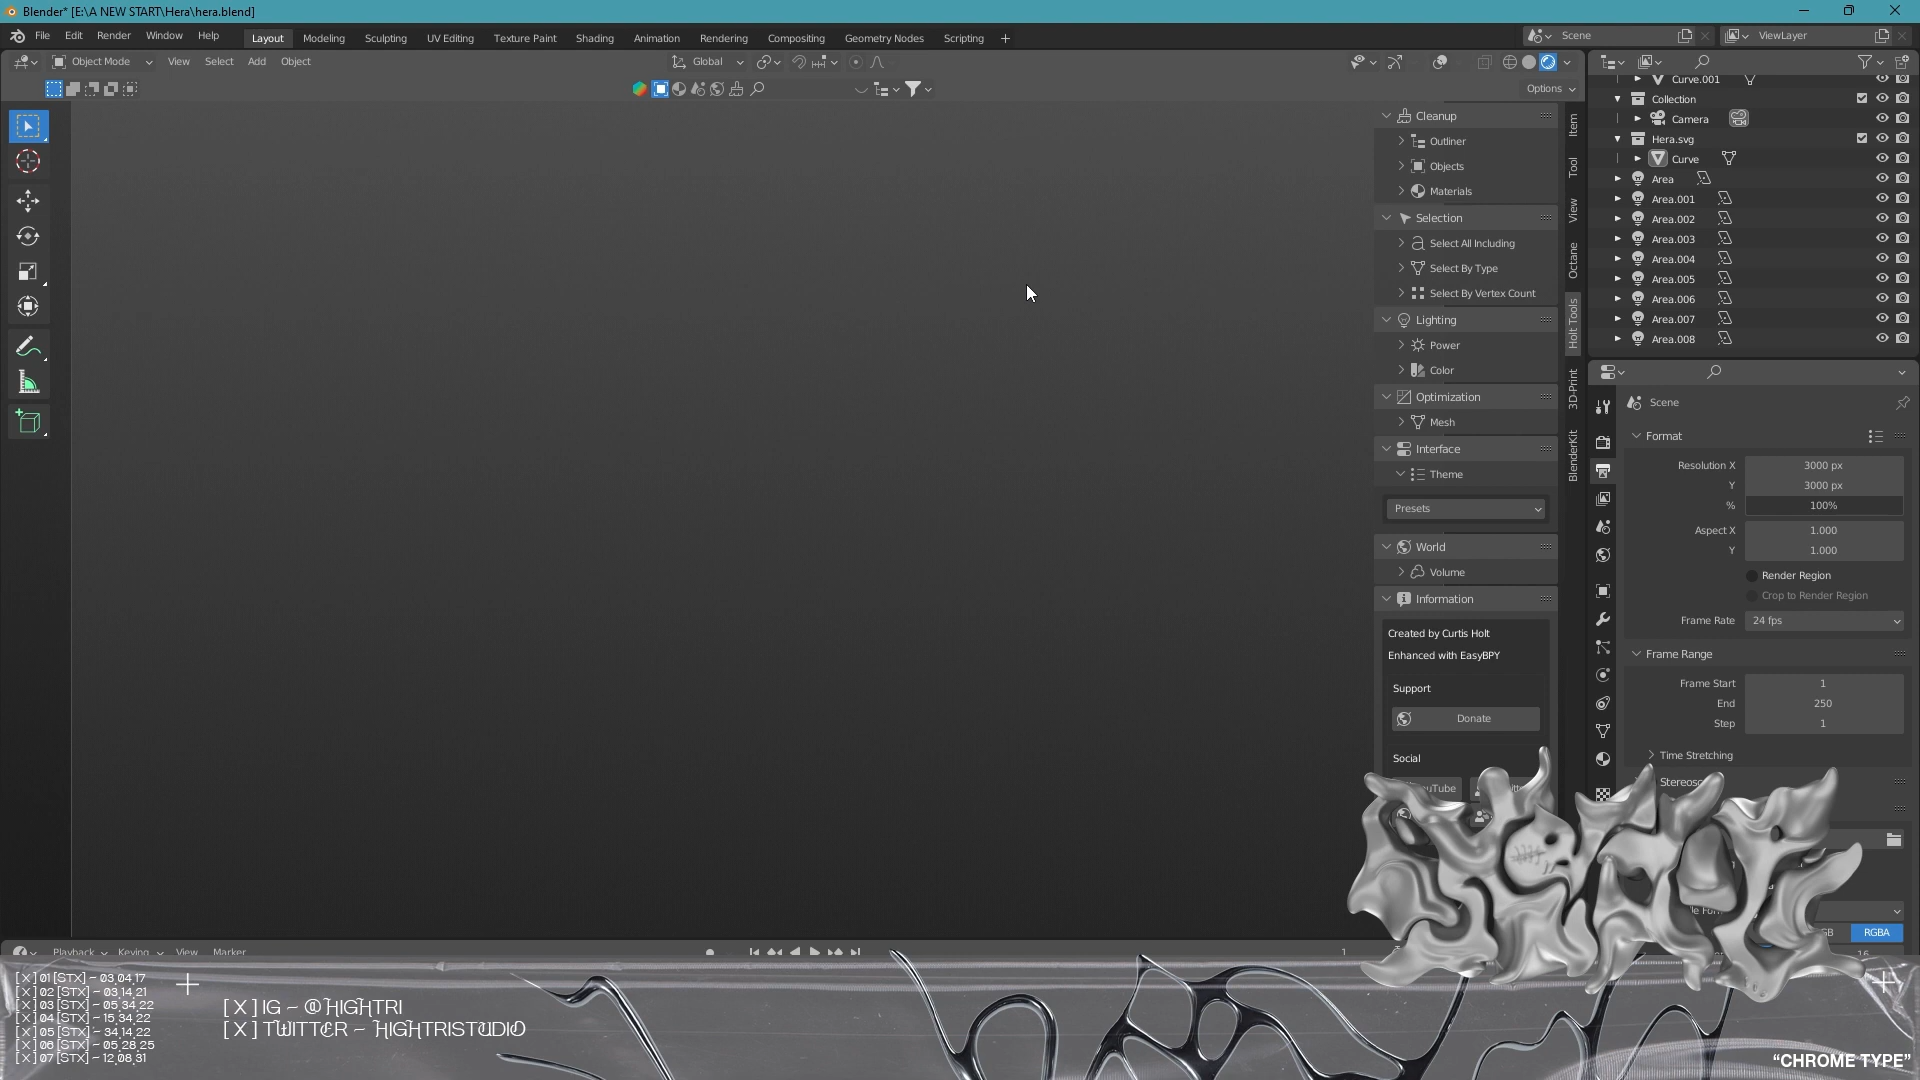 Blender* [E:\A NEW START\Hera\hera.blend]
File Edit Render Window Help Layout Modeling Sculpting UV Editing Texture Paint Shading Animation Rendering Compositing Geometry Nodes Scripting + Scene ViewLayer
Object Mode View Select Add Object Global
Options
Cleanup
Outliner
Objects
Materials
Selection
Select All Including
Select By Type
Select By Vertex Count
Lighting
Power
Color
Optimization
Mesh
Interface
Theme
Presets
World
Volume
Information
Created by Curtis Holt
Enhanced with EasyBPY
Support
Donate
Social
Item
Tool
View
Octane
Holt Tools
3D-Print
BlenderKit
Curve.001
Collection
Camera
Hera.svg
Curve
Area
Area.001
Area.002
Area.003
Area.004
Area.005
Area.006
Area.007
Area.008
Scene
Format
Resolution X 3000 px
Y 3000 px
% 100%
Aspect X 1.000
Y 1.000
Render Region
Crop to Render Region
Frame Rate 24 fps
Frame Range
Frame Start 1
End 250
Step 1
Time Stretching
RGBA
Playback Keying View Marker 1
[X] 01 [STX] – 03,04,17
[X] 02 [STX] – 03,14,21
[X] 03 [STX] – 05,34,22
[X] 04 [STX] – 15,34,22
[X] 05 [STX] – 34,14,22
[X] 06 [STX] – 05,28,25
[X] 07 [STX] – 12,08,31
[X] IG – @HIGHTRI
[X] TWITTER – HIGHTRISTUDIO
“CHROME TYPE”